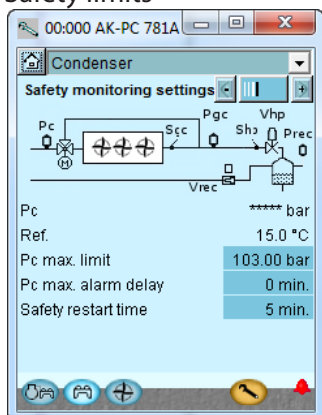 Safety limits
00:000 AK-PC 781A
Condenser
Safety monitoring settings
Pgc Vhp
Pc Sgc Shp Prec
M
Vrec
Pc ***** bar
Ref. 15.0 °C
Pc max. limit 103.00 bar
Pc max. alarm delay 0 min.
Safety restart time 5 min.